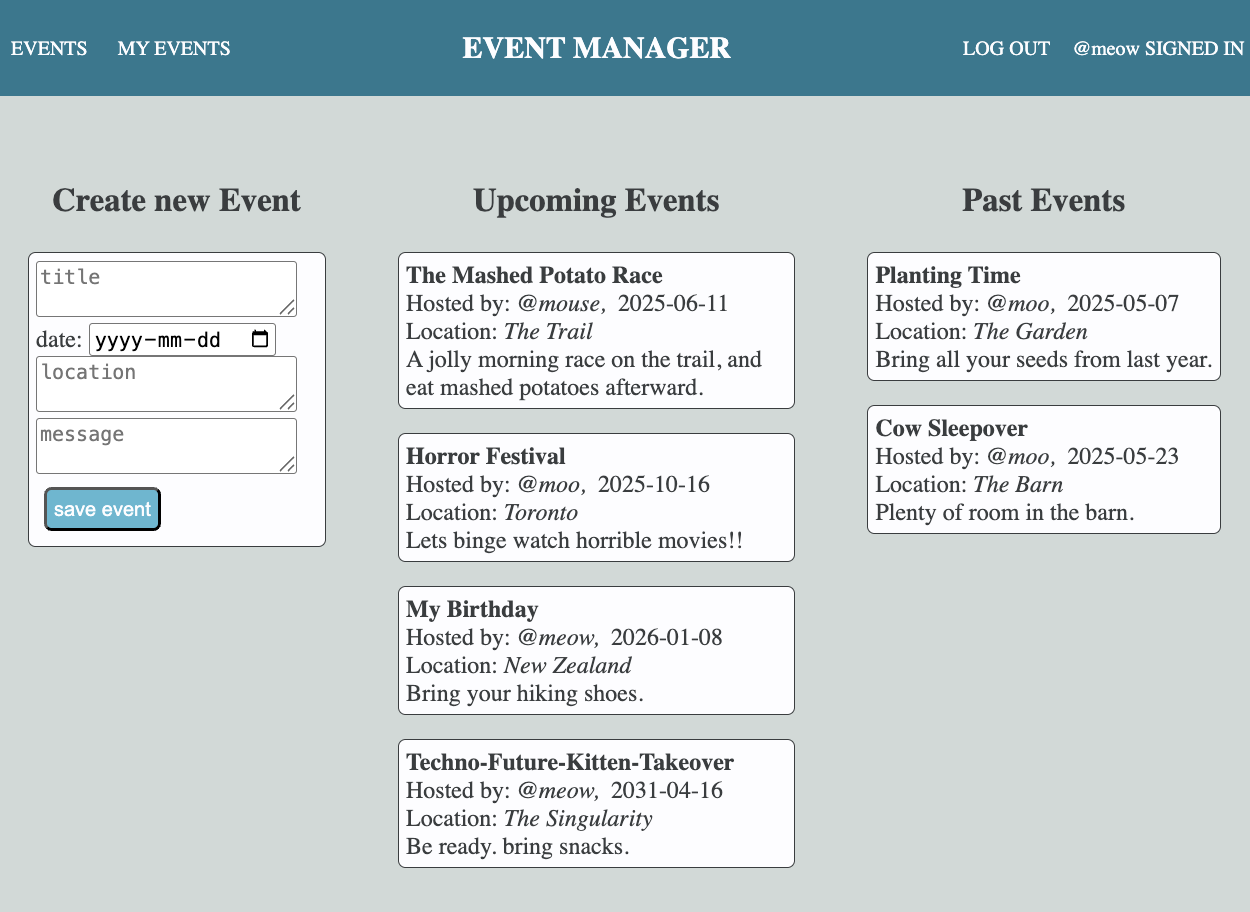 EVENTS MY EVENTS EVENT MANAGER LOG OUT @meow SIGNED IN
Create new Event
title
date: yyyy-mm-dd
location
message
save event
Upcoming Events
The Mashed Potato Race
Hosted by: @mouse, 2025-06-11
Location: The Trail
A jolly morning race on the trail, and
eat mashed potatoes afterward.
Horror Festival
Hosted by: @moo, 2025-10-16
Location: Toronto
Lets binge watch horrible movies!!
My Birthday
Hosted by: @meow, 2026-01-08
Location: New Zealand
Bring your hiking shoes.
Techno-Future-Kitten-Takeover
Hosted by: @meow, 2031-04-16
Location: The Singularity
Be ready. bring snacks.
Past Events
Planting Time
Hosted by: @moo, 2025-05-07
Location: The Garden
Bring all your seeds from last year.
Cow Sleepover
Hosted by: @moo, 2025-05-23
Location: The Barn
Plenty of room in the barn.